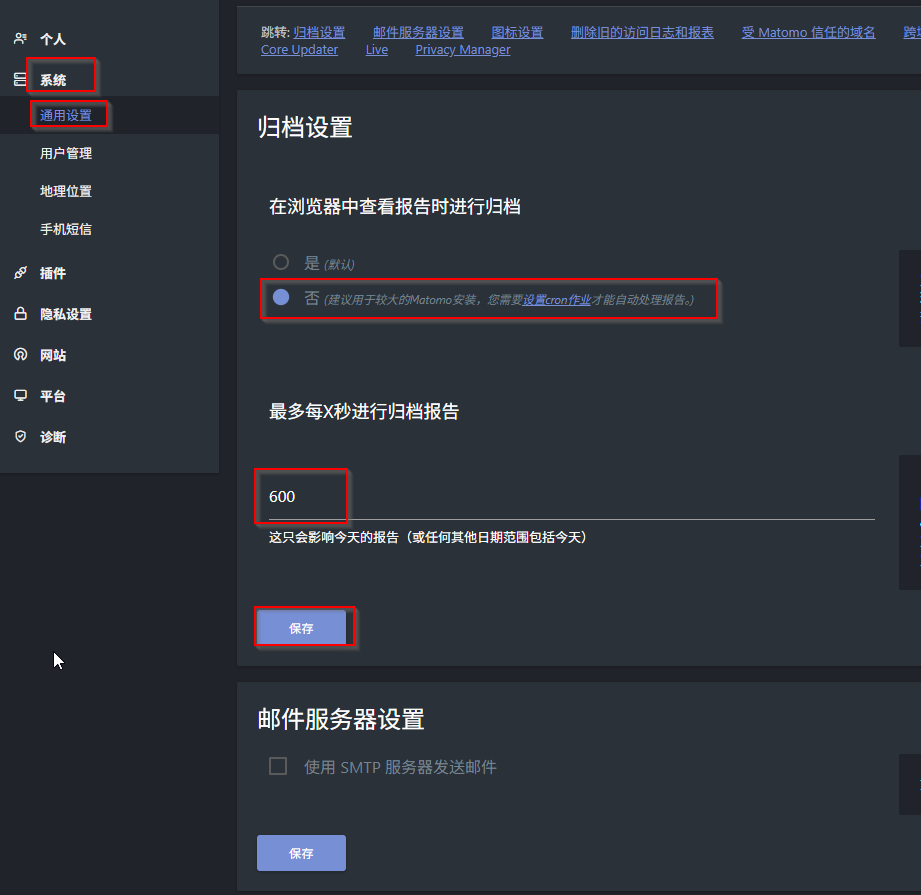 个人
系统
通用设置
用户管理
地理位置
手机短信
插件
隐私设置
网站
平台
诊断
跳转: 归档设置 邮件服务器设置 图标设置 删除旧的访问日志和报表 受 Matomo 信任的域名
Core Updater Live Privacy Manager
归档设置
在浏览器中查看报告时进行归档
是 (默认)
否 (建议用于较大的Matomo安装，您需要设置cron作业才能自动处理报告。)
最多每X秒进行归档报告
600
这只会影响今天的报告（或任何其他日期范围包括今天）
保存
邮件服务器设置
使用 SMTP 服务器发送邮件
保存